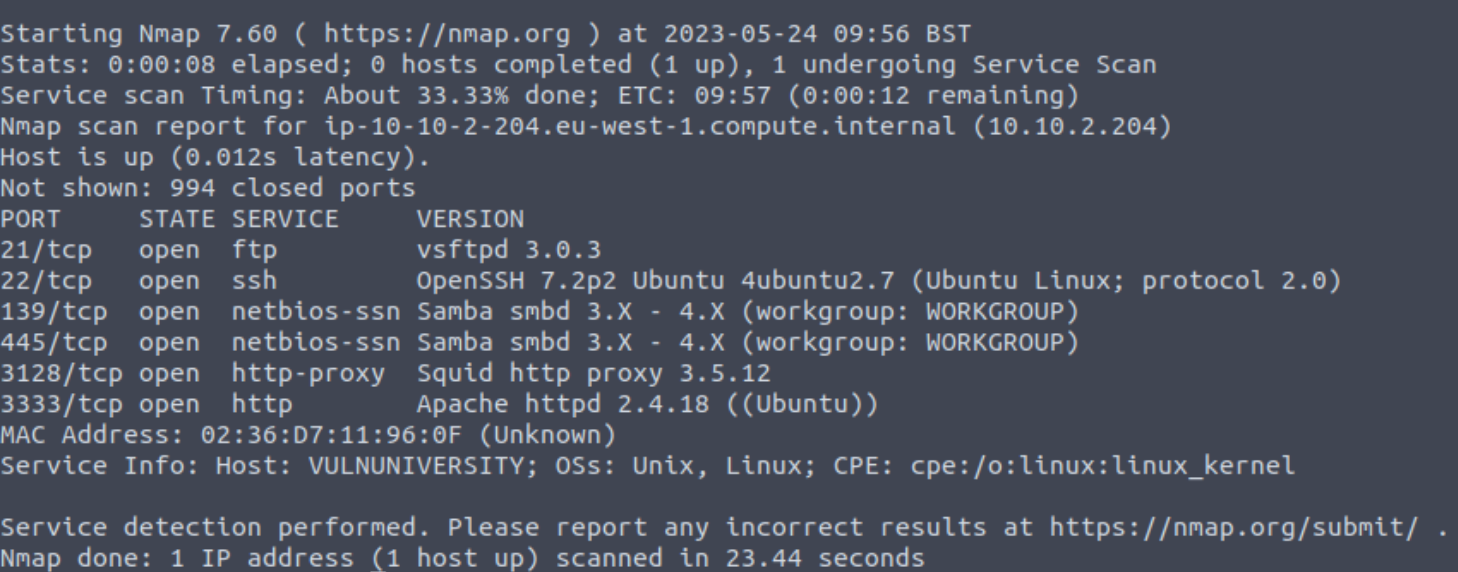 Starting Nmap 7.60 ( https://nmap.org ) at 2023-05-24 09:56 BST
Stats: 0:00:08 elapsed; 0 hosts completed (1 up), 1 undergoing Service Scan
Service scan Timing: About 33.33% done; ETC: 09:57 (0:00:12 remaining)
Nmap scan report for ip-10-10-2-204.eu-west-1.compute.internal (10.10.2.204)
Host is up (0.012s latency).
Not shown: 994 closed ports
PORT     STATE SERVICE     VERSION
21/tcp   open  ftp         vsftpd 3.0.3
22/tcp   open  ssh         OpenSSH 7.2p2 Ubuntu 4ubuntu2.7 (Ubuntu Linux; protocol 2.0)
139/tcp  open  netbios-ssn Samba smbd 3.X - 4.X (workgroup: WORKGROUP)
445/tcp  open  netbios-ssn Samba smbd 3.X - 4.X (workgroup: WORKGROUP)
3128/tcp open  http-proxy  Squid http proxy 3.5.12
3333/tcp open  http        Apache httpd 2.4.18 ((Ubuntu))
MAC Address: 02:36:D7:11:96:0F (Unknown)
Service Info: Host: VULNUNIVERSITY; OSs: Unix, Linux; CPE: cpe:/o:linux:linux_kernel

Service detection performed. Please report any incorrect results at https://nmap.org/submit/ .
Nmap done: 1 IP address (1 host up) scanned in 23.44 seconds